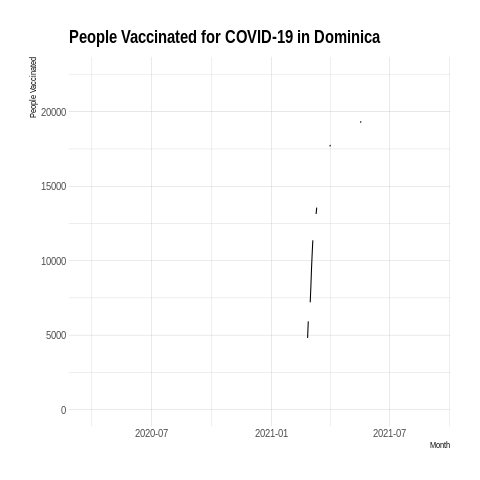 People Vaccinated for COVID-19 in Dominica
People Vaccinated
20000
15000
10000
5000
0
2020-07 2021-01 2021-07
Month